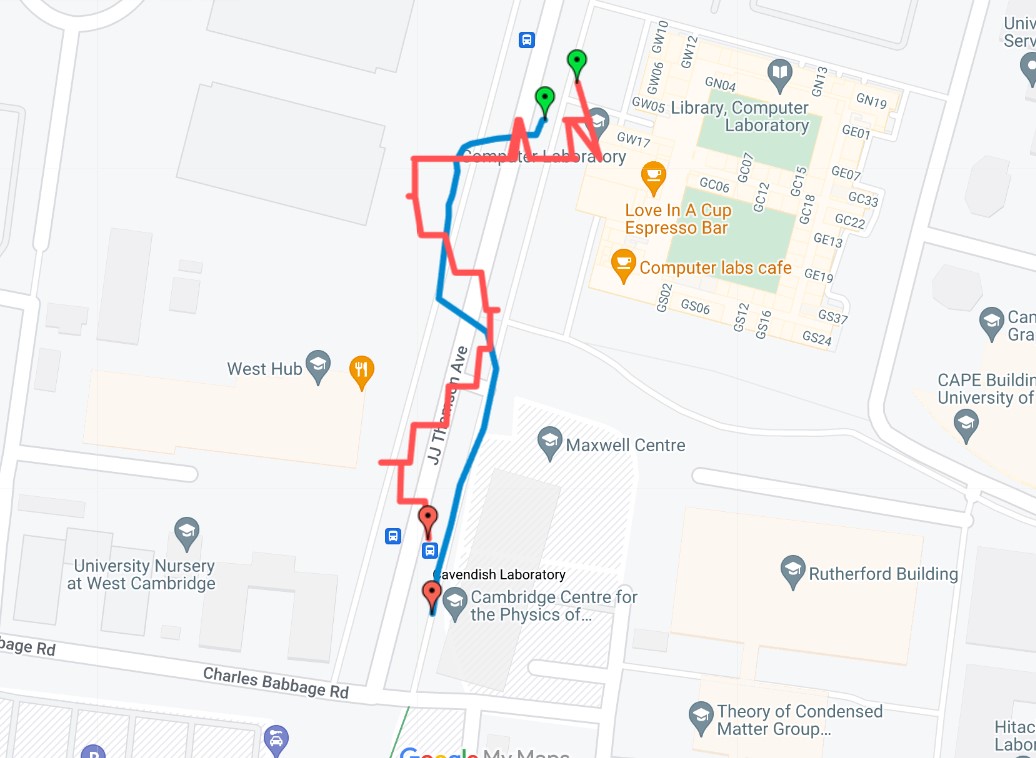 Univ
Serv
GW10
GW12
GW06
GN04
GN13
GN19
GW05
Library, Computer
Laboratory
GE01
GW17
Computer Laboratory
GC07
GC15
GE07
GC06
GC12
GC33
GC18
Love In A Cup
Espresso Bar
GC22
GE13
Computer labs cafe
GE19
GS02
GS06
GS12
GS16
GS37
GS24
Can
Gra
JJ Thomson Ave
West Hub
CAPE Buildin
University of
Maxwell Centre
University Nursery
at West Cambridge
Cavendish Laboratory
Rutherford Building
Cambridge Centre for
the Physics of...
bage Rd
Charles Babbage Rd
Theory of Condensed
Matter Group...
Hitac
Labor
Google My Maps
P